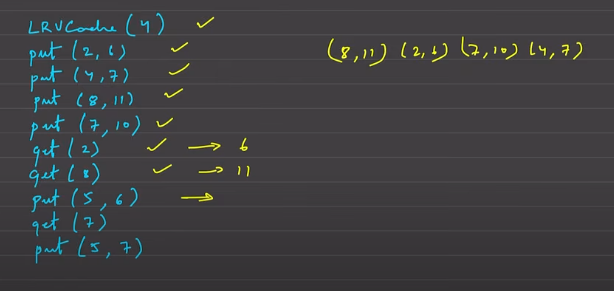 LRUCache (4) ✓
put (2, 6) ✓
put (4, 7) ✓
put (8, 11) ✓
put (7, 10) ✓
get (2) ✓ → 6
get (8) ✓ → 11
put (5, 6) →
get (7)
put (5, 7)
(8, 11) (2, 6) (7, 10) (4, 7)